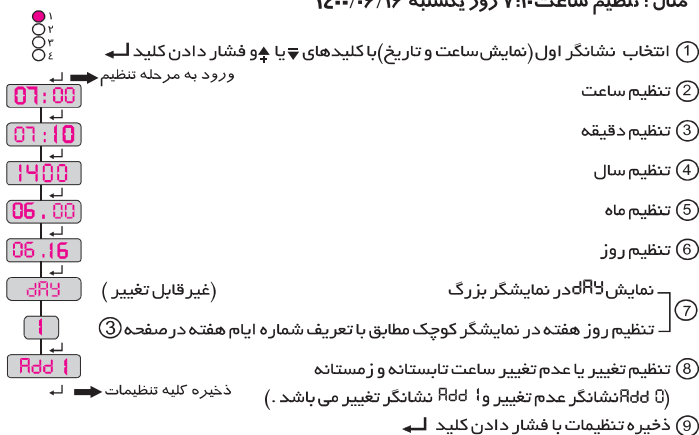 مثال : تنظیم ساعت ۷:۱۰ روز یکشنبه ۱۴۰۰/۰۶/۱۶
۱
۲
۳
٤
① انتخاب نشانگر اول(نمایش ساعت و تاریخ)با کلیدهای ▼ یا ▲ و فشار دادن کلید ↵
ورود به مرحله تنظیم
② تنظیم ساعت
07:00
③ تنظیم دقیقه
07:10
④ تنظیم سال
1400
⑤ تنظیم ماه
06.00
⑥ تنظیم روز
06.16
⑦ نمایش dAY در نمایشگر بزرگ (غیرقابل تغییر)
dAY
تنظیم روز هفته در نمایشگر کوچک مطابق با تعریف شماره ایام هفته در صفحه ③
1
⑧ تنظیم تغییر یا عدم تغییر ساعت تابستانه و زمستانه
Add 1
(Add 0 نشانگر عدم تغییر و Add 1 نشانگر تغییر می باشد .)
ذخیره کلیه تنظیمات
⑨ ذخیره تنظیمات با فشار دادن کلید ↵